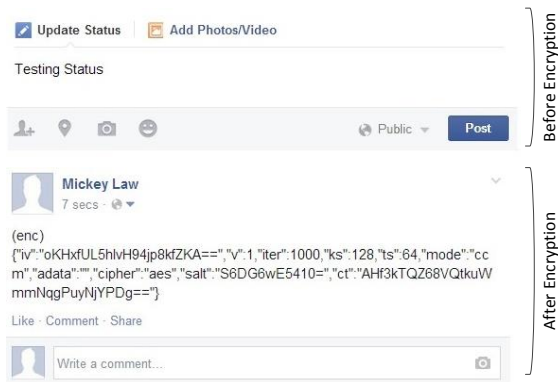 Update Status Add Photos/Video
Testing Status
Public Post
Before Encryption
Mickey Law
7 secs ·
(enc)
{"iv":"oKHxfUL5hlvH94jp8kfZKA==","v":1,"iter":1000,"ks":128,"ts":64,"mode":"cc
m","adata":"","cipher":"aes","salt":"S6DG6wE5410=","ct":"AHf3kTQZ68VQtkuW
mmNqgPuyNjYPDg=="}
Like · Comment · Share
Write a comment...
After Encryption